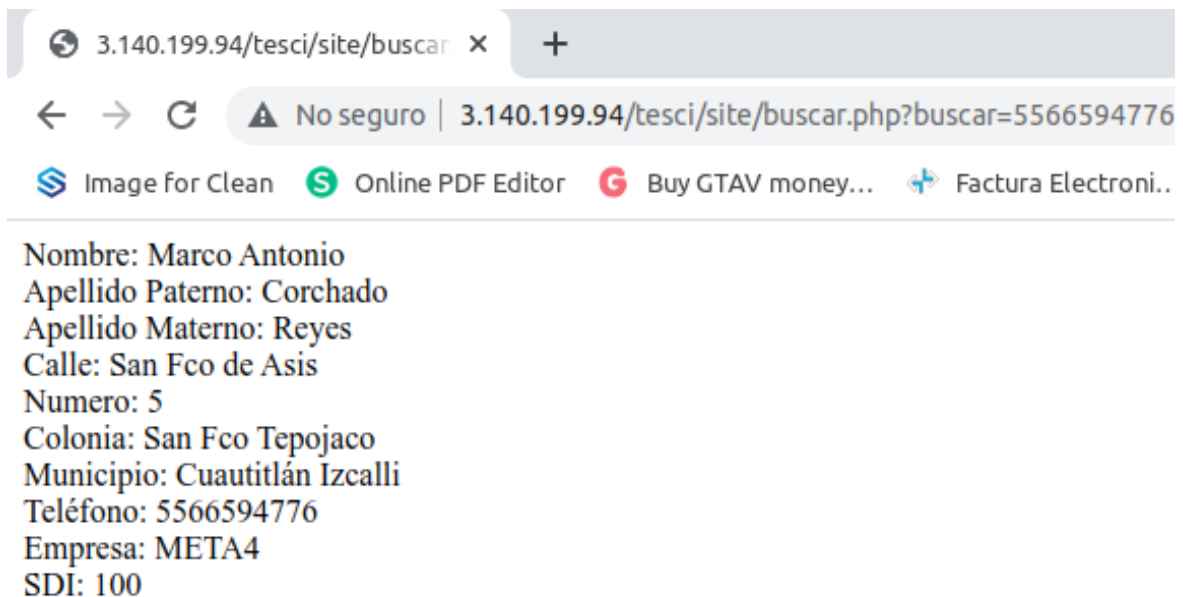 3.140.199.94/tesci/site/buscar
No seguro | 3.140.199.94/tesci/site/buscar.php?buscar=5566594776
Image for Clean Online PDF Editor Buy GTAV money... Factura Electroni..
Nombre: Marco Antonio
Apellido Paterno: Corchado
Apellido Materno: Reyes
Calle: San Fco de Asis
Numero: 5
Colonia: San Fco Tepojaco
Municipio: Cuautitlán Izcalli
Teléfono: 5566594776
Empresa: META4
SDI: 100